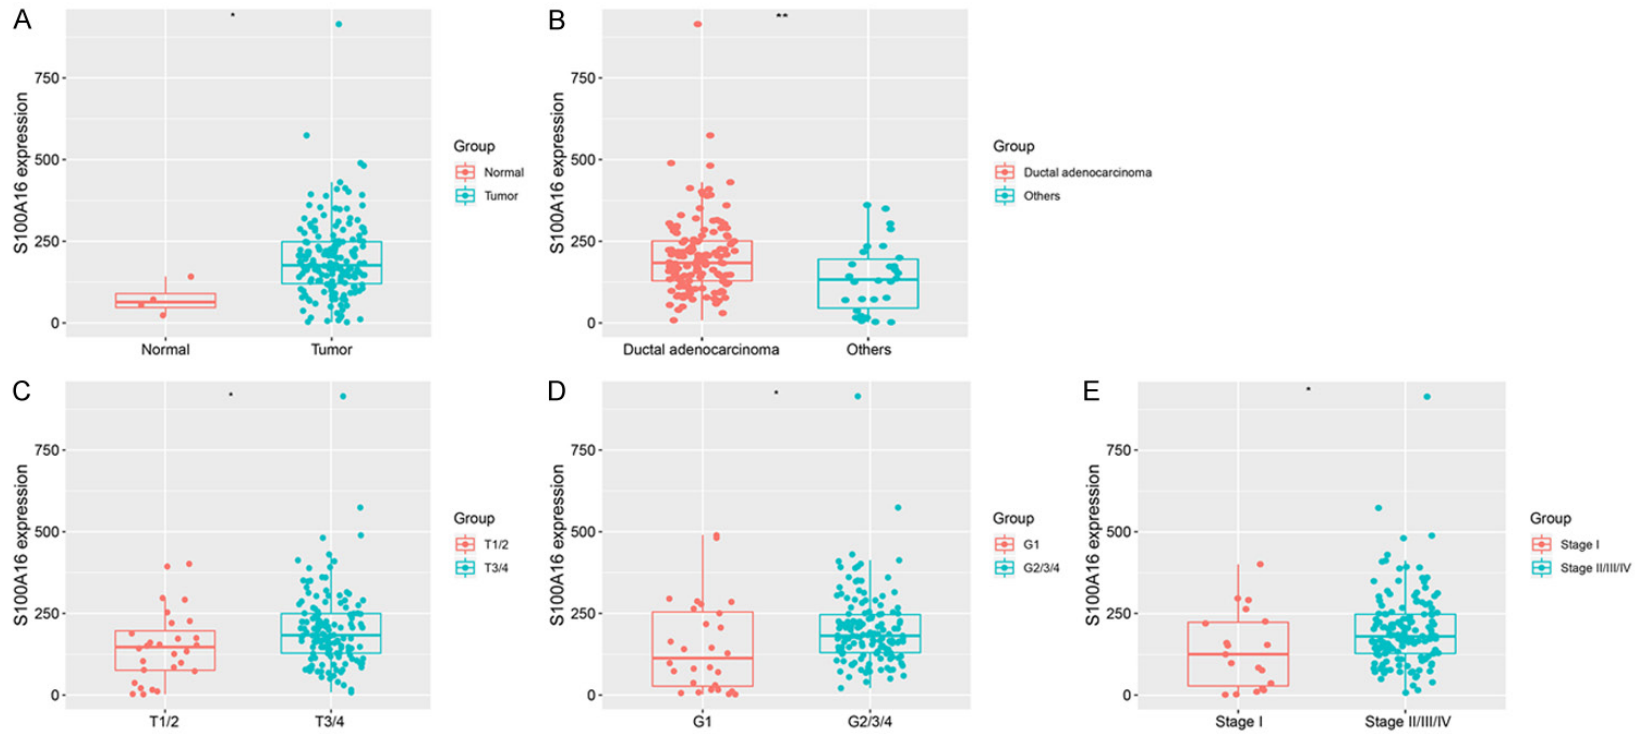 A
*
S100A16 expression
750
500
250
0
Normal
Tumor
Group
Normal
Tumor
B
**
S100A16 expression
750
500
250
0
Ductal adenocarcinoma
Others
Group
Ductal adenocarcinoma
Others
C
*
S100A16 expression
750
500
250
0
T1/2
T3/4
Group
T1/2
T3/4
D
*
S100A16 expression
750
500
250
0
G1
G2/3/4
Group
G1
G2/3/4
E
*
S100A16 expression
750
500
250
0
Stage I
Stage II/III/IV
Group
Stage I
Stage II/III/IV